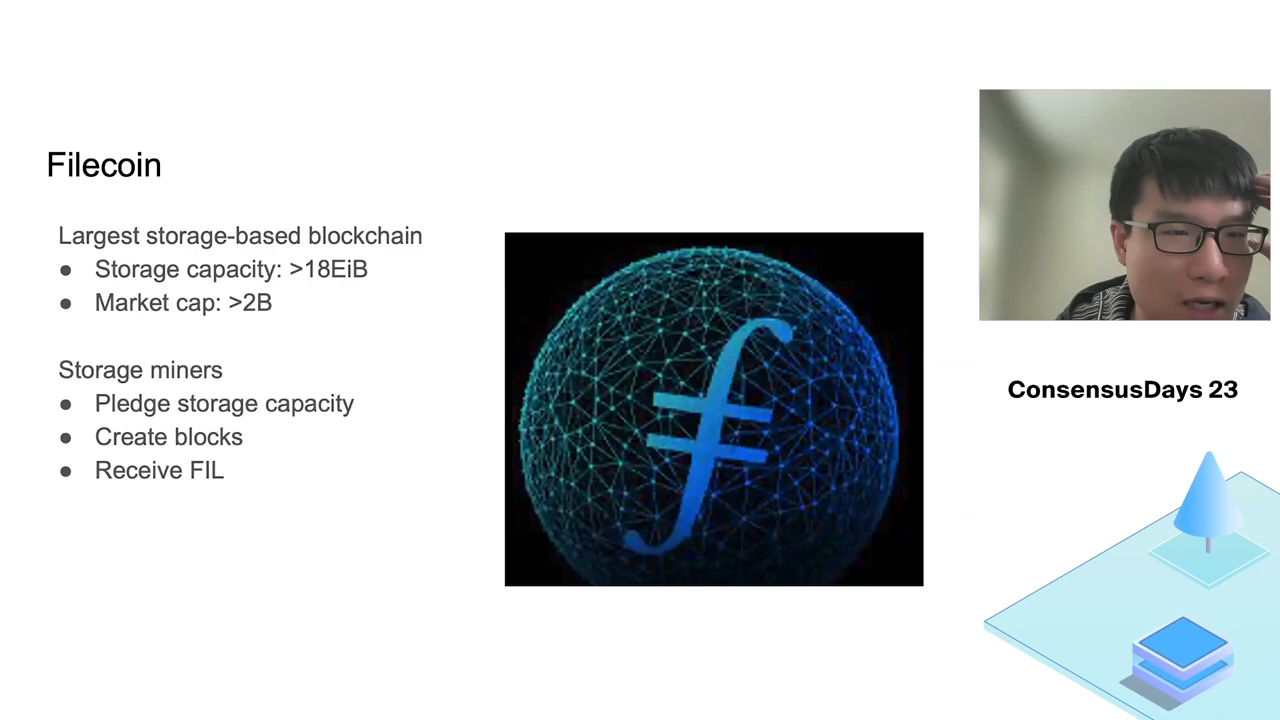 Filecoin
Largest storage-based blockchain
● Storage capacity: >18EiB
● Market cap: >2B
Storage miners
● Pledge storage capacity
● Create blocks
● Receive FIL
ConsensusDays 23